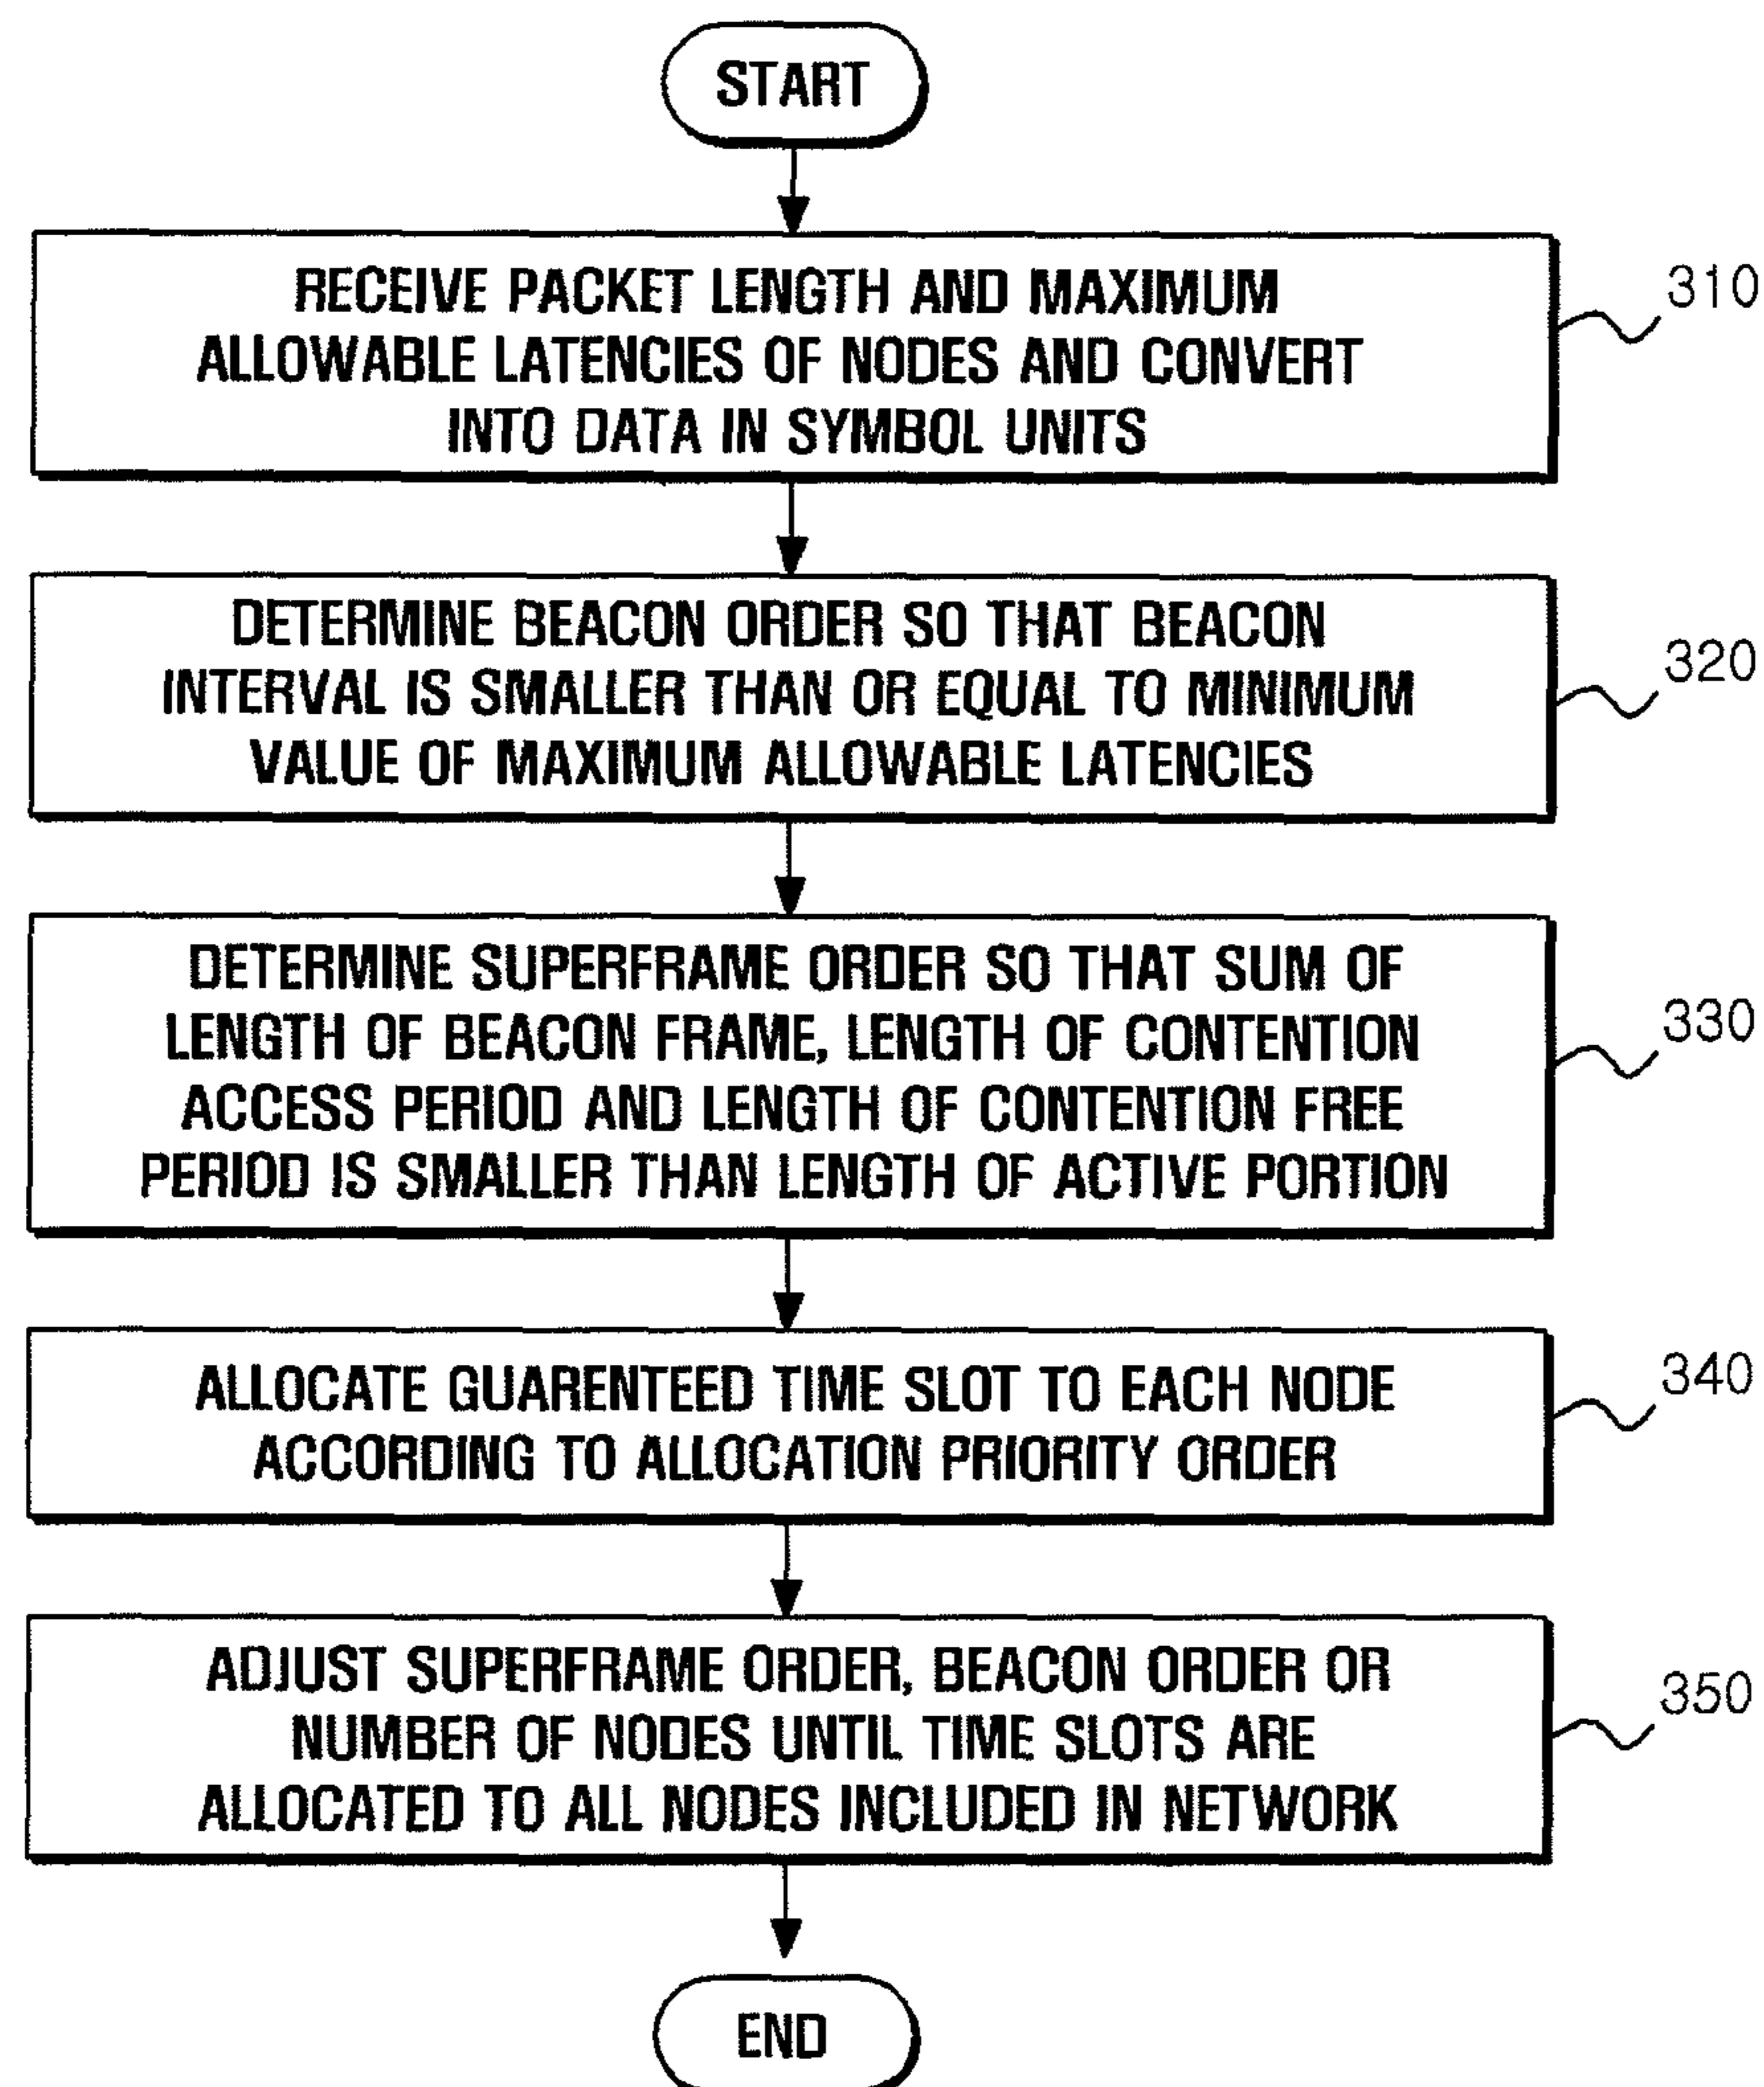 START
RECEIVE PACKET LENGTH AND MAXIMUM
ALLOWABLE LATENCIES OF NODES AND CONVERT
INTO DATA IN SYMBOL UNITS
310
DETERMINE BEACON ORDER SO THAT BEACON
INTERVAL IS SMALLER THAN OR EQUAL TO MINIMUM
VALUE OF MAXIMUM ALLOWABLE LATENCIES
320
DETERMINE SUPERFRAME ORDER SO THAT SUM OF
LENGTH OF BEACON FRAME, LENGTH OF CONTENTION
ACCESS PERIOD AND LENGTH OF CONTENTION FREE
PERIOD IS SMALLER THAN LENGTH OF ACTIVE PORTION
330
ALLOCATE GUARENTEED TIME SLOT TO EACH NODE
ACCORDING TO ALLOCATION PRIORITY ORDER
340
ADJUST SUPERFRAME ORDER, BEACON ORDER OR
NUMBER OF NODES UNTIL TIME SLOTS ARE
ALLOCATED TO ALL NODES INCLUDED IN NETWORK
350
END